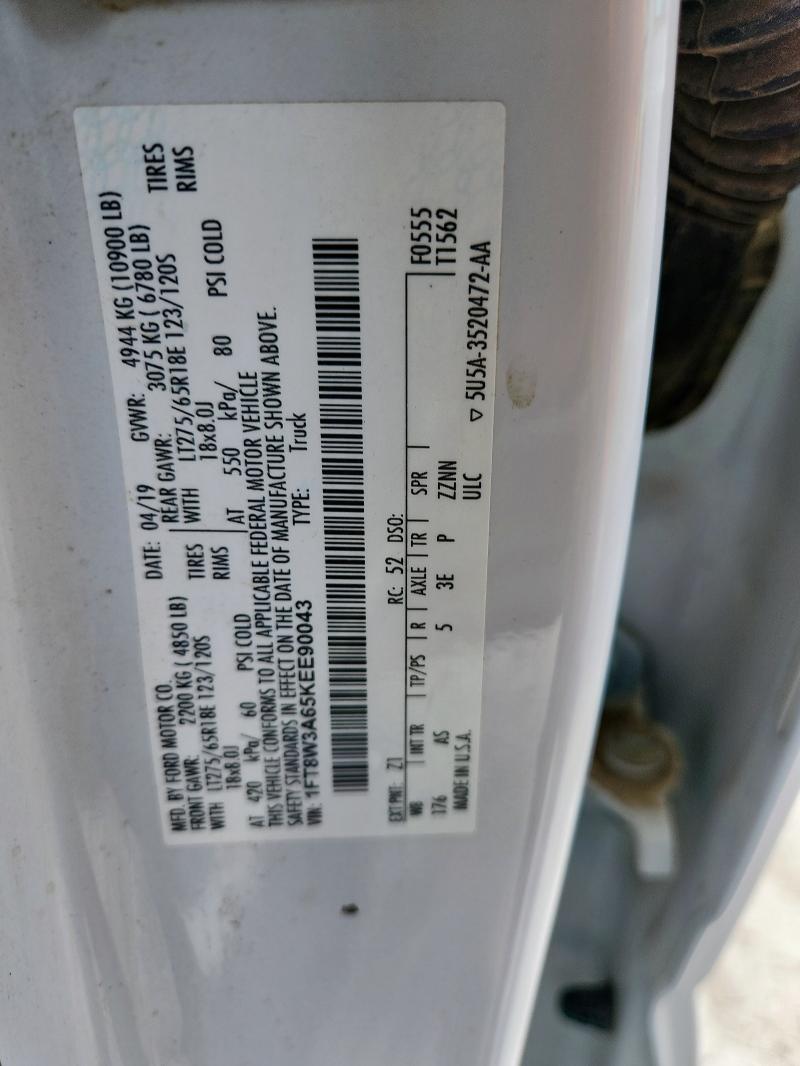 MFD. BY FORD MOTOR CO.
DATE: 04/19 GVWR: 4944 KG (10900 LB)
FRONT GAWR: 2200 KG ( 4850 LB) REAR GAWR: 3075 KG ( 6780 LB)
WITH LT275/65R18E 123/120S TIRES WITH LT275/65R18E 123/120S TIRES
18x8.0J RIMS 18x8.0J RIMS
AT 420 kPa/ 60 PSI COLD AT 550 kPa/ 80 PSI COLD
THIS VEHICLE CONFORMS TO ALL APPLICABLE FEDERAL MOTOR VEHICLE
SAFETY STANDARDS IN EFFECT ON THE DATE OF MANUFACTURE SHOWN ABOVE.
VIN: 1FT8W3A65KEE90043 TYPE: Truck
EXT PNT: Z1 RC: 52 DSO:
WB INT TR TP/PS R AXLE TR SPR F0555
176 AS 5 3E P ZZNN T1562
MADE IN U.S.A. ULC ▽ 5U5A-3520472-AA